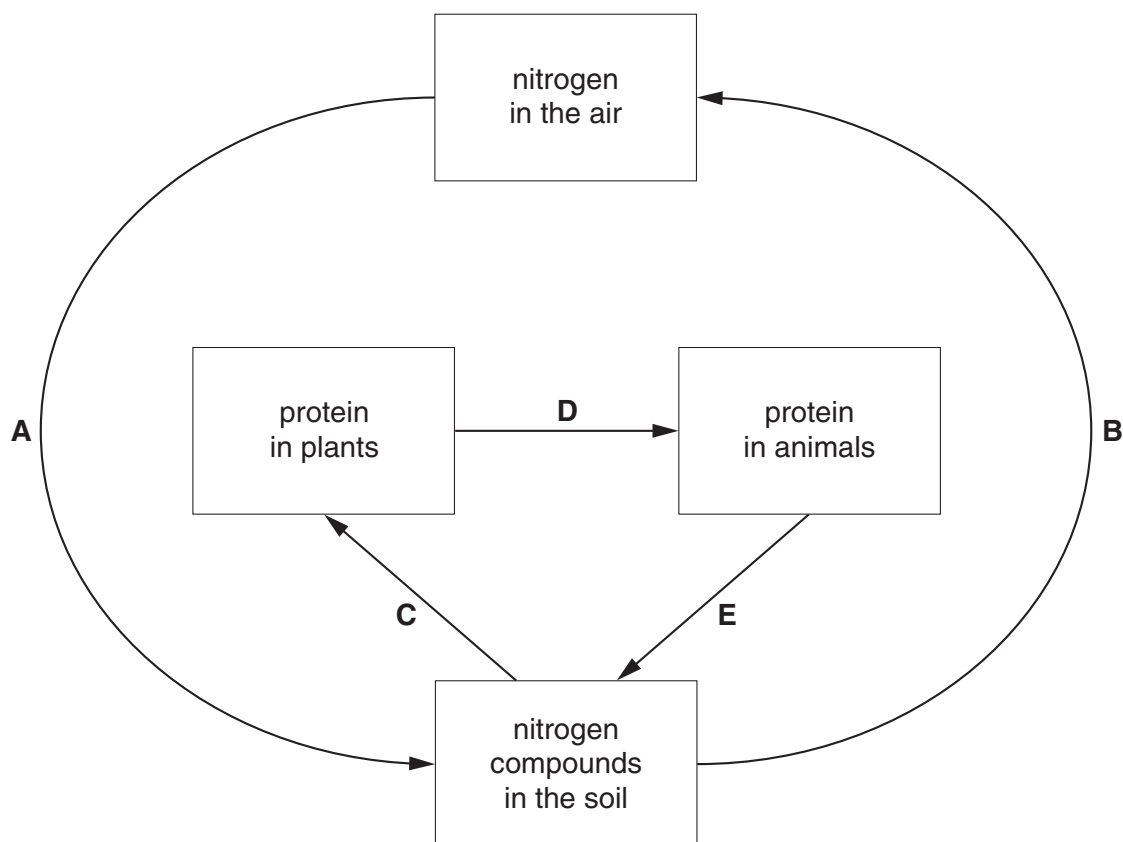 nitrogen
in the air
protein
in plants
D
protein
in animals
A
B
C
E
nitrogen
compounds
in the soil